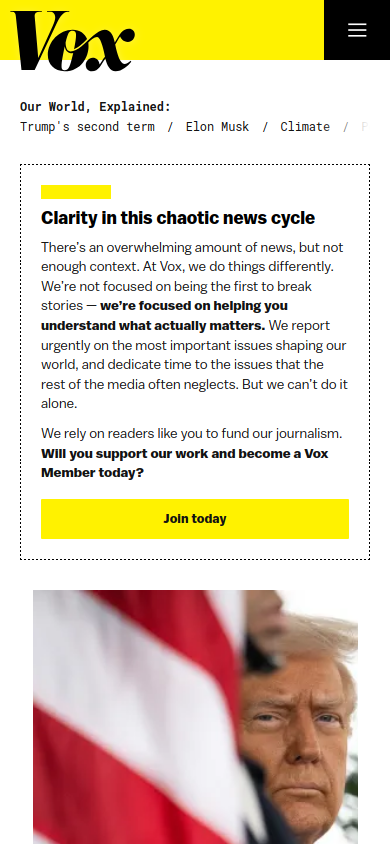 Vox
Our World, Explained:
Trump's second term / Elon Musk / Climate /
Clarity in this chaotic news cycle
There's an overwhelming amount of news, but not
enough context. At Vox, we do things differently.
We're not focused on being the first to break
stories — we're focused on helping you
understand what actually matters. We report
urgently on the most important issues shaping our
world, and dedicate time to the issues that the
rest of the media often neglects. But we can't do it
alone.
We rely on readers like you to fund our journalism.
Will you support our work and become a Vox
Member today?
Join today